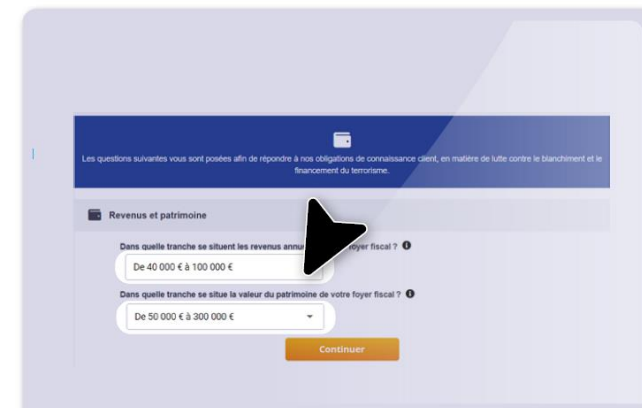 Les questions suivantes vous sont posées afin de répondre à nos obligations de connaissance client, en matière de lutte contre le blanchiment et le
financement du terrorisme.
Revenus et patrimoine
Dans quelle tranche se situent les revenus foyer fiscal ?
De 40 000 € à 100 000 €
Dans quelle tranche se situe la valeur du patrimoine de votre foyer fiscal ?
De 50 000 € à 300 000 €
Continuer